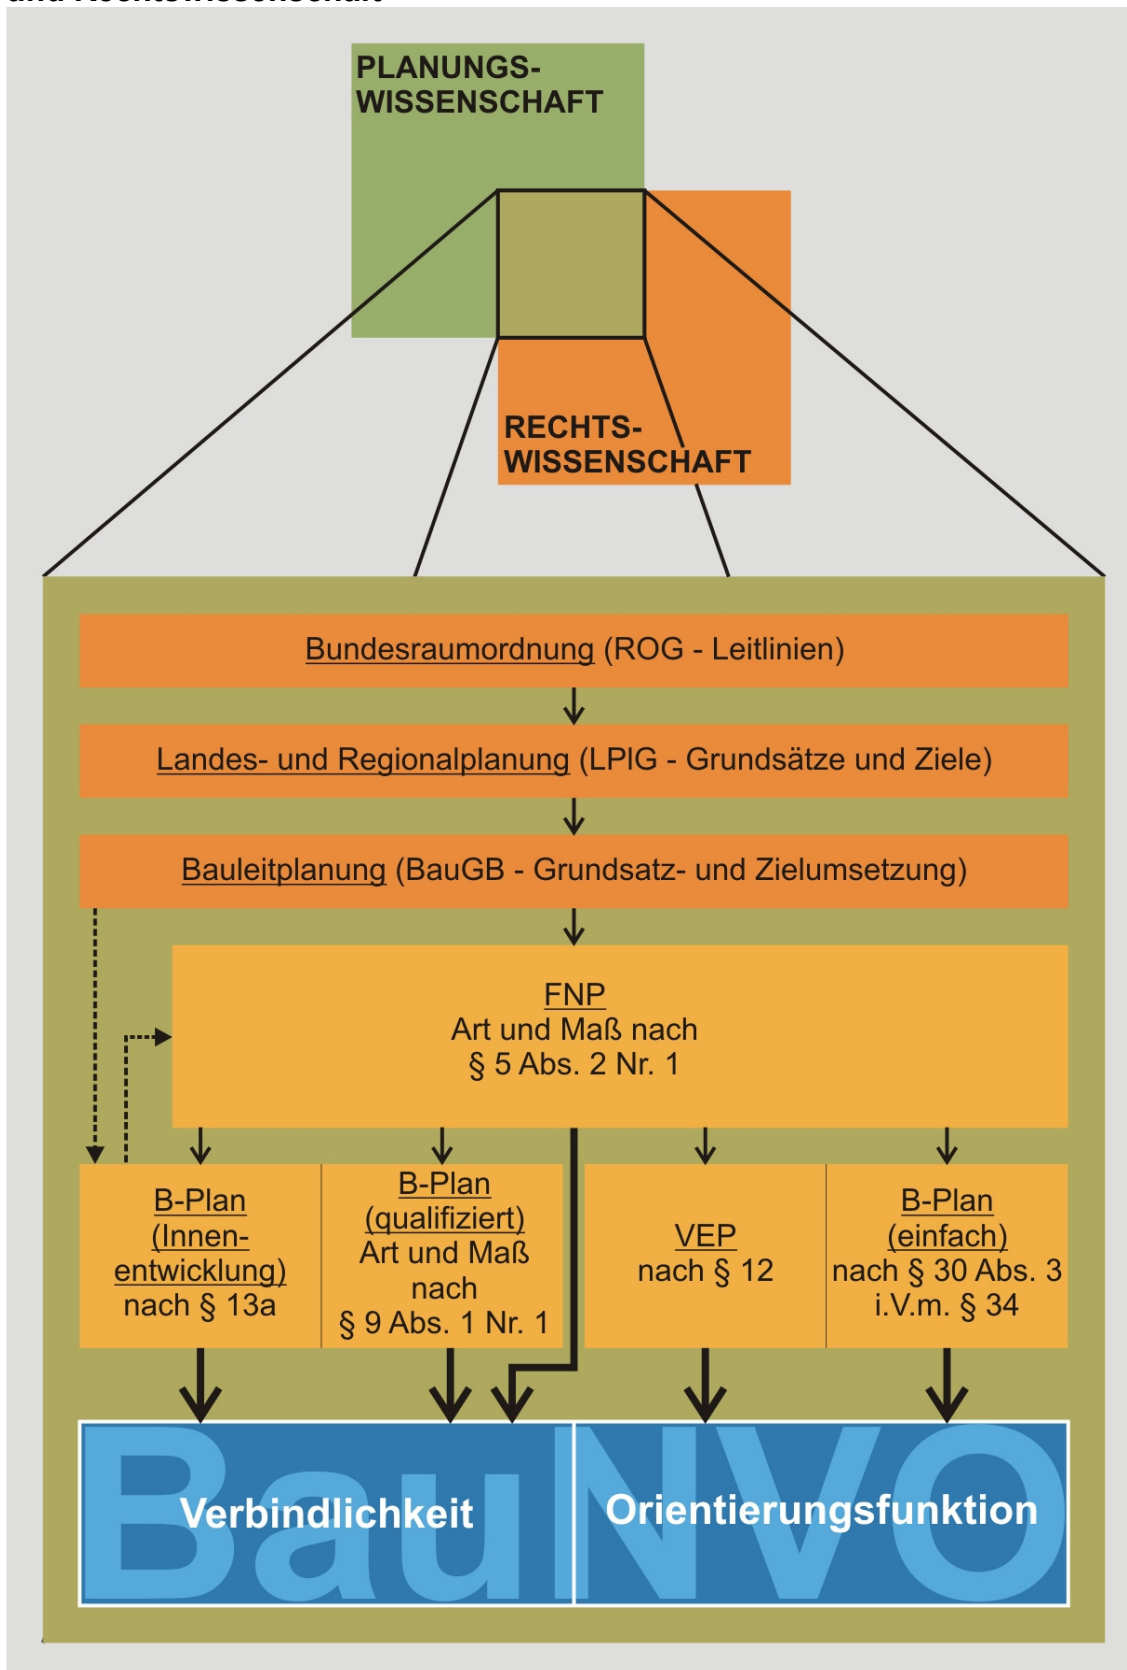 und Rechtswissenschaft
PLANUNGS-
WISSENSCHAFT
RECHTS-
WISSENSCHAFT
Bundesraumordnung (ROG - Leitlinien)
Landes- und Regionalplanung (LPlG - Grundsätze und Ziele)
Bauleitplanung (BauGB - Grundsatz- und Zielumsetzung)
FNP
Art und Maß nach
§ 5 Abs. 2 Nr. 1
B-Plan
(Innen-
entwicklung)
nach § 13a
B-Plan
(qualifiziert)
Art und Maß
nach
§ 9 Abs. 1 Nr. 1
VEP
nach § 12
B-Plan
(einfach)
nach § 30 Abs. 3
i.V.m. § 34
BauNVO
Verbindlichkeit
Orientierungsfunktion